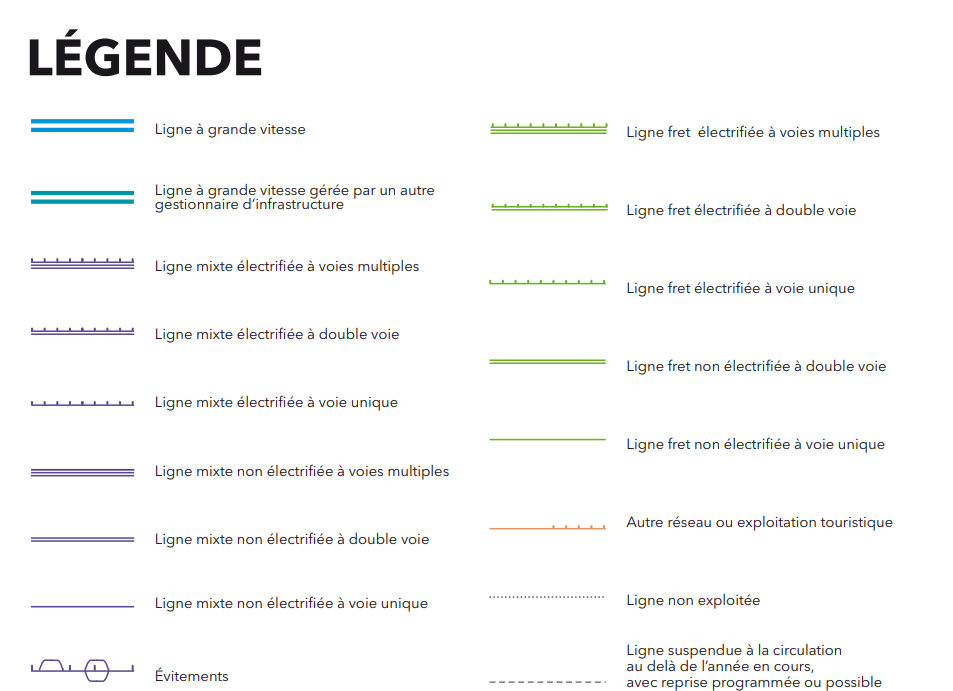 LÉGENDE
Ligne à grande vitesse
Ligne à grande vitesse gérée par un autre
gestionnaire d’infrastructure
Ligne mixte électrifiée à voies multiples
Ligne mixte électrifiée à double voie
Ligne mixte électrifiée à voie unique
Ligne mixte non électrifiée à voies multiples
Ligne mixte non électrifiée à double voie
Ligne mixte non électrifiée à voie unique
Évitements
Ligne fret électrifiée à voies multiples
Ligne fret électrifiée à double voie
Ligne fret électrifiée à voie unique
Ligne fret non électrifiée à double voie
Ligne fret non électrifiée à voie unique
Autre réseau ou exploitation touristique
Ligne non exploitée
Ligne suspendue à la circulation
au delà de l’année en cours,
avec reprise programmée ou possible